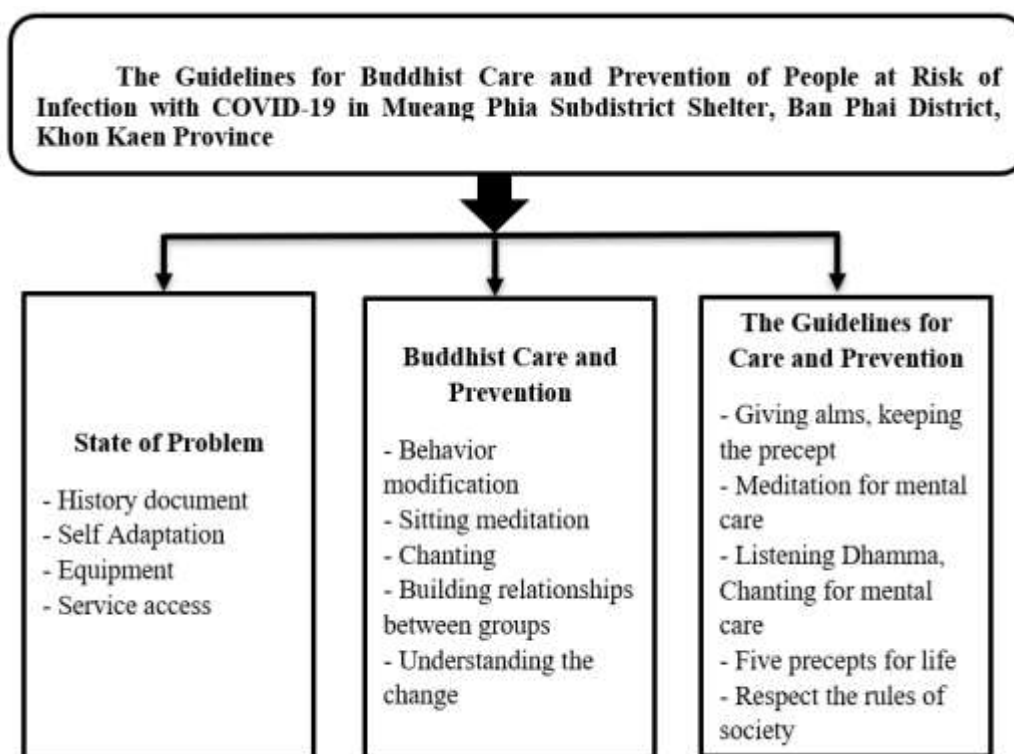 The Guidelines for Buddhist Care and Prevention of People at Risk of
Infection with COVID-19 in Mueang Phia Subdistrict Shelter, Ban Phai District,
Khon Kaen Province
State of Problem
- History document
- Self Adaptation
- Equipment
- Service access
Buddhist Care and
Prevention
- Behavior
modification
- Sitting meditation
- Chanting
- Building relationships
between groups
- Understanding the
change
The Guidelines for
Care and Prevention
- Giving alms, keeping
the precept
- Meditation for mental
care
- Listening Dhamma,
Chanting for mental
care
- Five precepts for life
- Respect the rules of
society